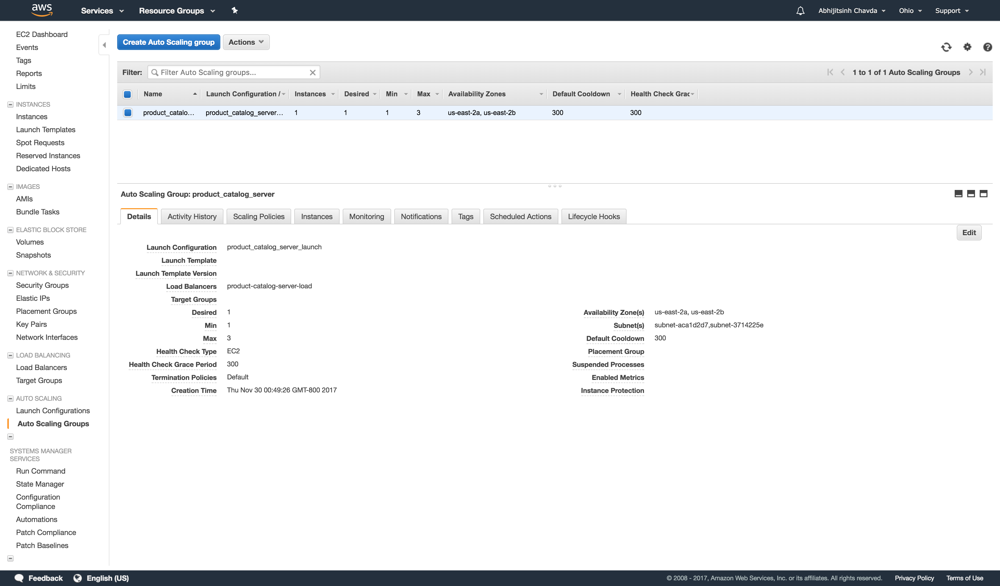 aws Services Resource Groups Abhijitsinh Chavda Ohio Support
EC2 Dashboard
Events
Tags
Reports
Limits
INSTANCES
Instances
Launch Templates
Spot Requests
Reserved Instances
Dedicated Hosts
IMAGES
AMIs
Bundle Tasks
ELASTIC BLOCK STORE
Volumes
Snapshots
NETWORK & SECURITY
Security Groups
Elastic IPs
Placement Groups
Key Pairs
Network Interfaces
LOAD BALANCING
Load Balancers
Target Groups
AUTO SCALING
Launch Configurations
Auto Scaling Groups
SYSTEMS MANAGER
SERVICES
Run Command
State Manager
Configuration
Compliance
Automations
Patch Compliance
Patch Baselines
Create Auto Scaling group Actions
Filter: Filter Auto Scaling groups... 1 to 1 of 1 Auto Scaling Groups
Name Launch Configuration / Instances Desired Min Max Availability Zones Default Cooldown Health Check Grac
product_catalo... product_catalog_server... 1 1 1 3 us-east-2a, us-east-2b 300 300
Auto Scaling Group: product_catalog_server
Details Activity History Scaling Policies Instances Monitoring Notifications Tags Scheduled Actions Lifecycle Hooks
Edit
Launch Configuration product_catalog_server_launch
Launch Template
Launch Template Version
Load Balancers product-catalog-server-load
Target Groups
Desired 1 Availability Zone(s) us-east-2a, us-east-2b
Min 1 Subnet(s) subnet-aca1d2d7,subnet-3714225e
Max 3 Default Cooldown 300
Health Check Type EC2 Placement Group
Health Check Grace Period 300 Suspended Processes
Termination Policies Default Enabled Metrics
Creation Time Thu Nov 30 00:49:26 GMT-800 2017 Instance Protection
Feedback English (US) © 2008 - 2017, Amazon Web Services, Inc. or its affiliates. All rights reserved. Privacy Policy Terms of Use